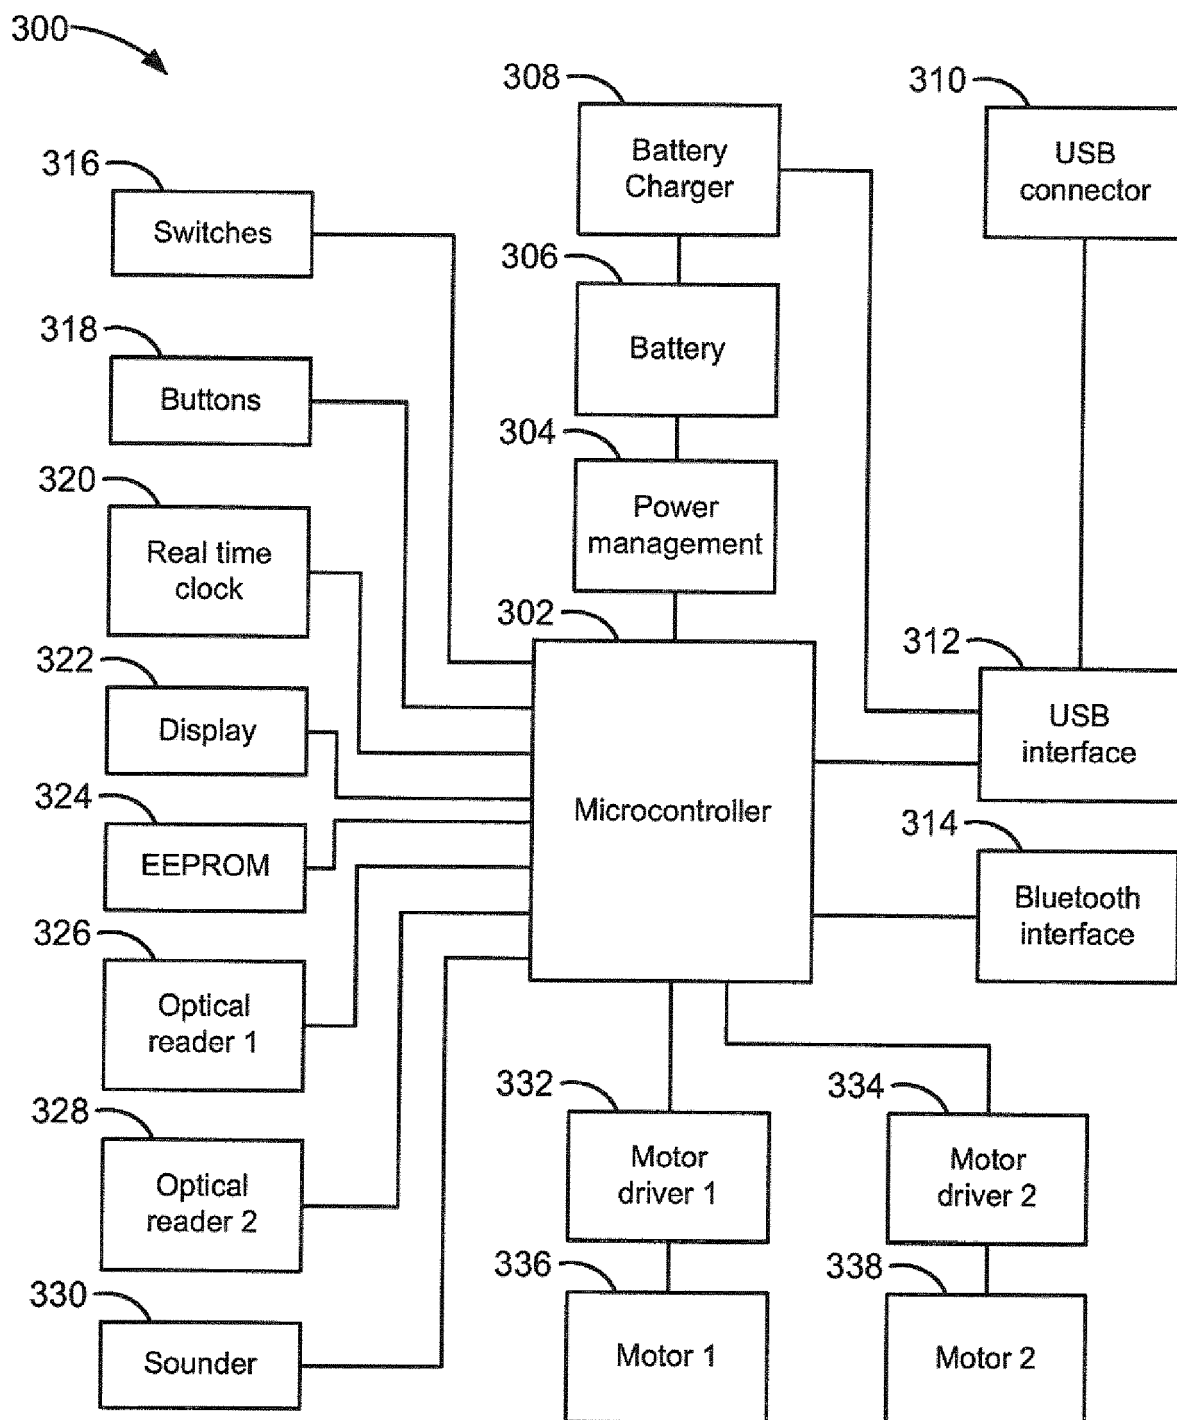 300
308
310
316
Battery
Charger
USB
connector
Switches
306
318
Battery
Buttons
304
320
Power
management
Real time
clock
302
312
322
USB
interface
Display
324
Microcontroller
314
EEPROM
Bluetooth
interface
326
Optical
reader 1
332
334
328
Motor
driver 1
Motor
driver 2
Optical
reader 2
336
338
330
Motor 1
Motor 2
Sounder